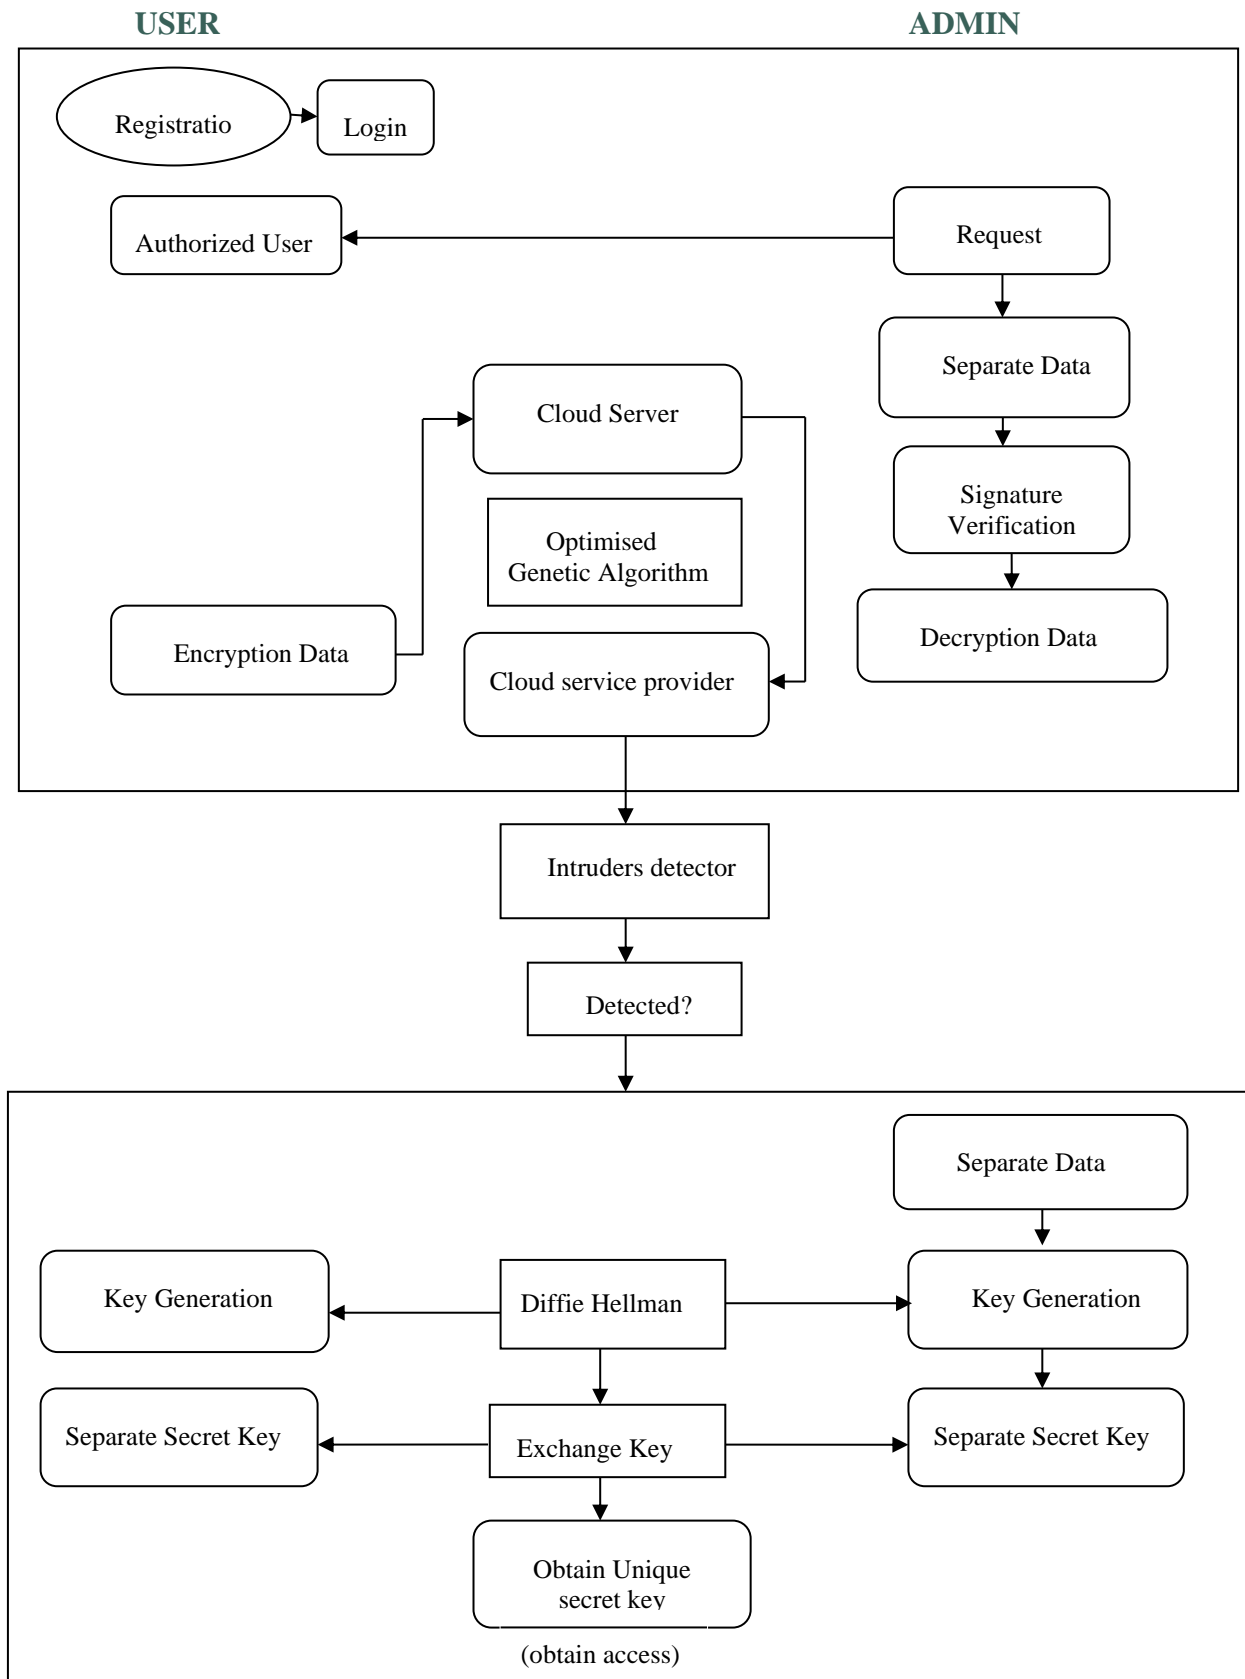 USER
ADMIN
Registratio
Login
Authorized User
Request
Separate Data
Cloud Server
Signature
Verification
Optimised
Genetic Algorithm
Encryption Data
Decryption Data
Cloud service provider
Intruders detector
Detected?
Separate Data
Key Generation
Diffie Hellman
Key Generation
Separate Secret Key
Exchange Key
Separate Secret Key
Obtain Unique
secret key
(obtain access)